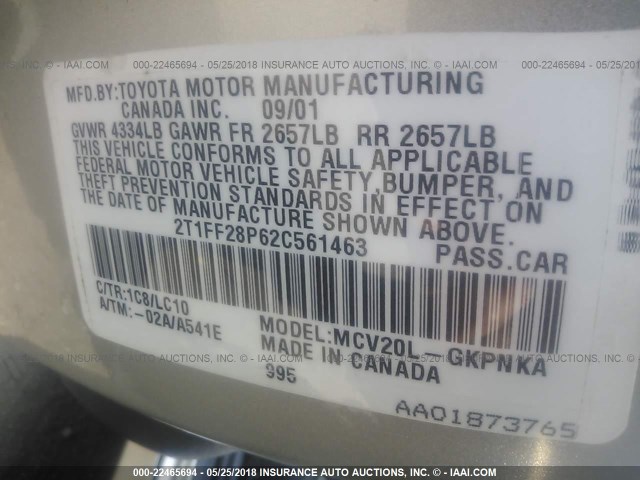 000-22465694 - 05/25/2018 - INSURANCE AUTO AUCTIONS, INC. - © IAAI.COM
MFD.BY:TOYOTA MOTOR MANUFACTURING
CANADA INC. 09/01
GVWR 4334LB GAWR FR 2657LB RR 2657LB
THIS VEHICLE CONFORMS TO ALL APPLICABLE
FEDERAL MOTOR VEHICLE SAFETY,BUMPER, AND
THEFT PREVENTION STANDARDS IN EFFECT ON
THE DATE OF MANUFACTURE SHOWN ABOVE.
2T1FF28P62C561463 PASS.CAR
C/TR:1C8/LC10
A/TM:-02A/A541E
MODEL:MCV20L-GKPNKA
MADE IN CANADA
995
AA01873765
000-22465694 - 05/25/2018 - INSURANCE AUTO AUCTIONS, INC. - © IAAI.COM